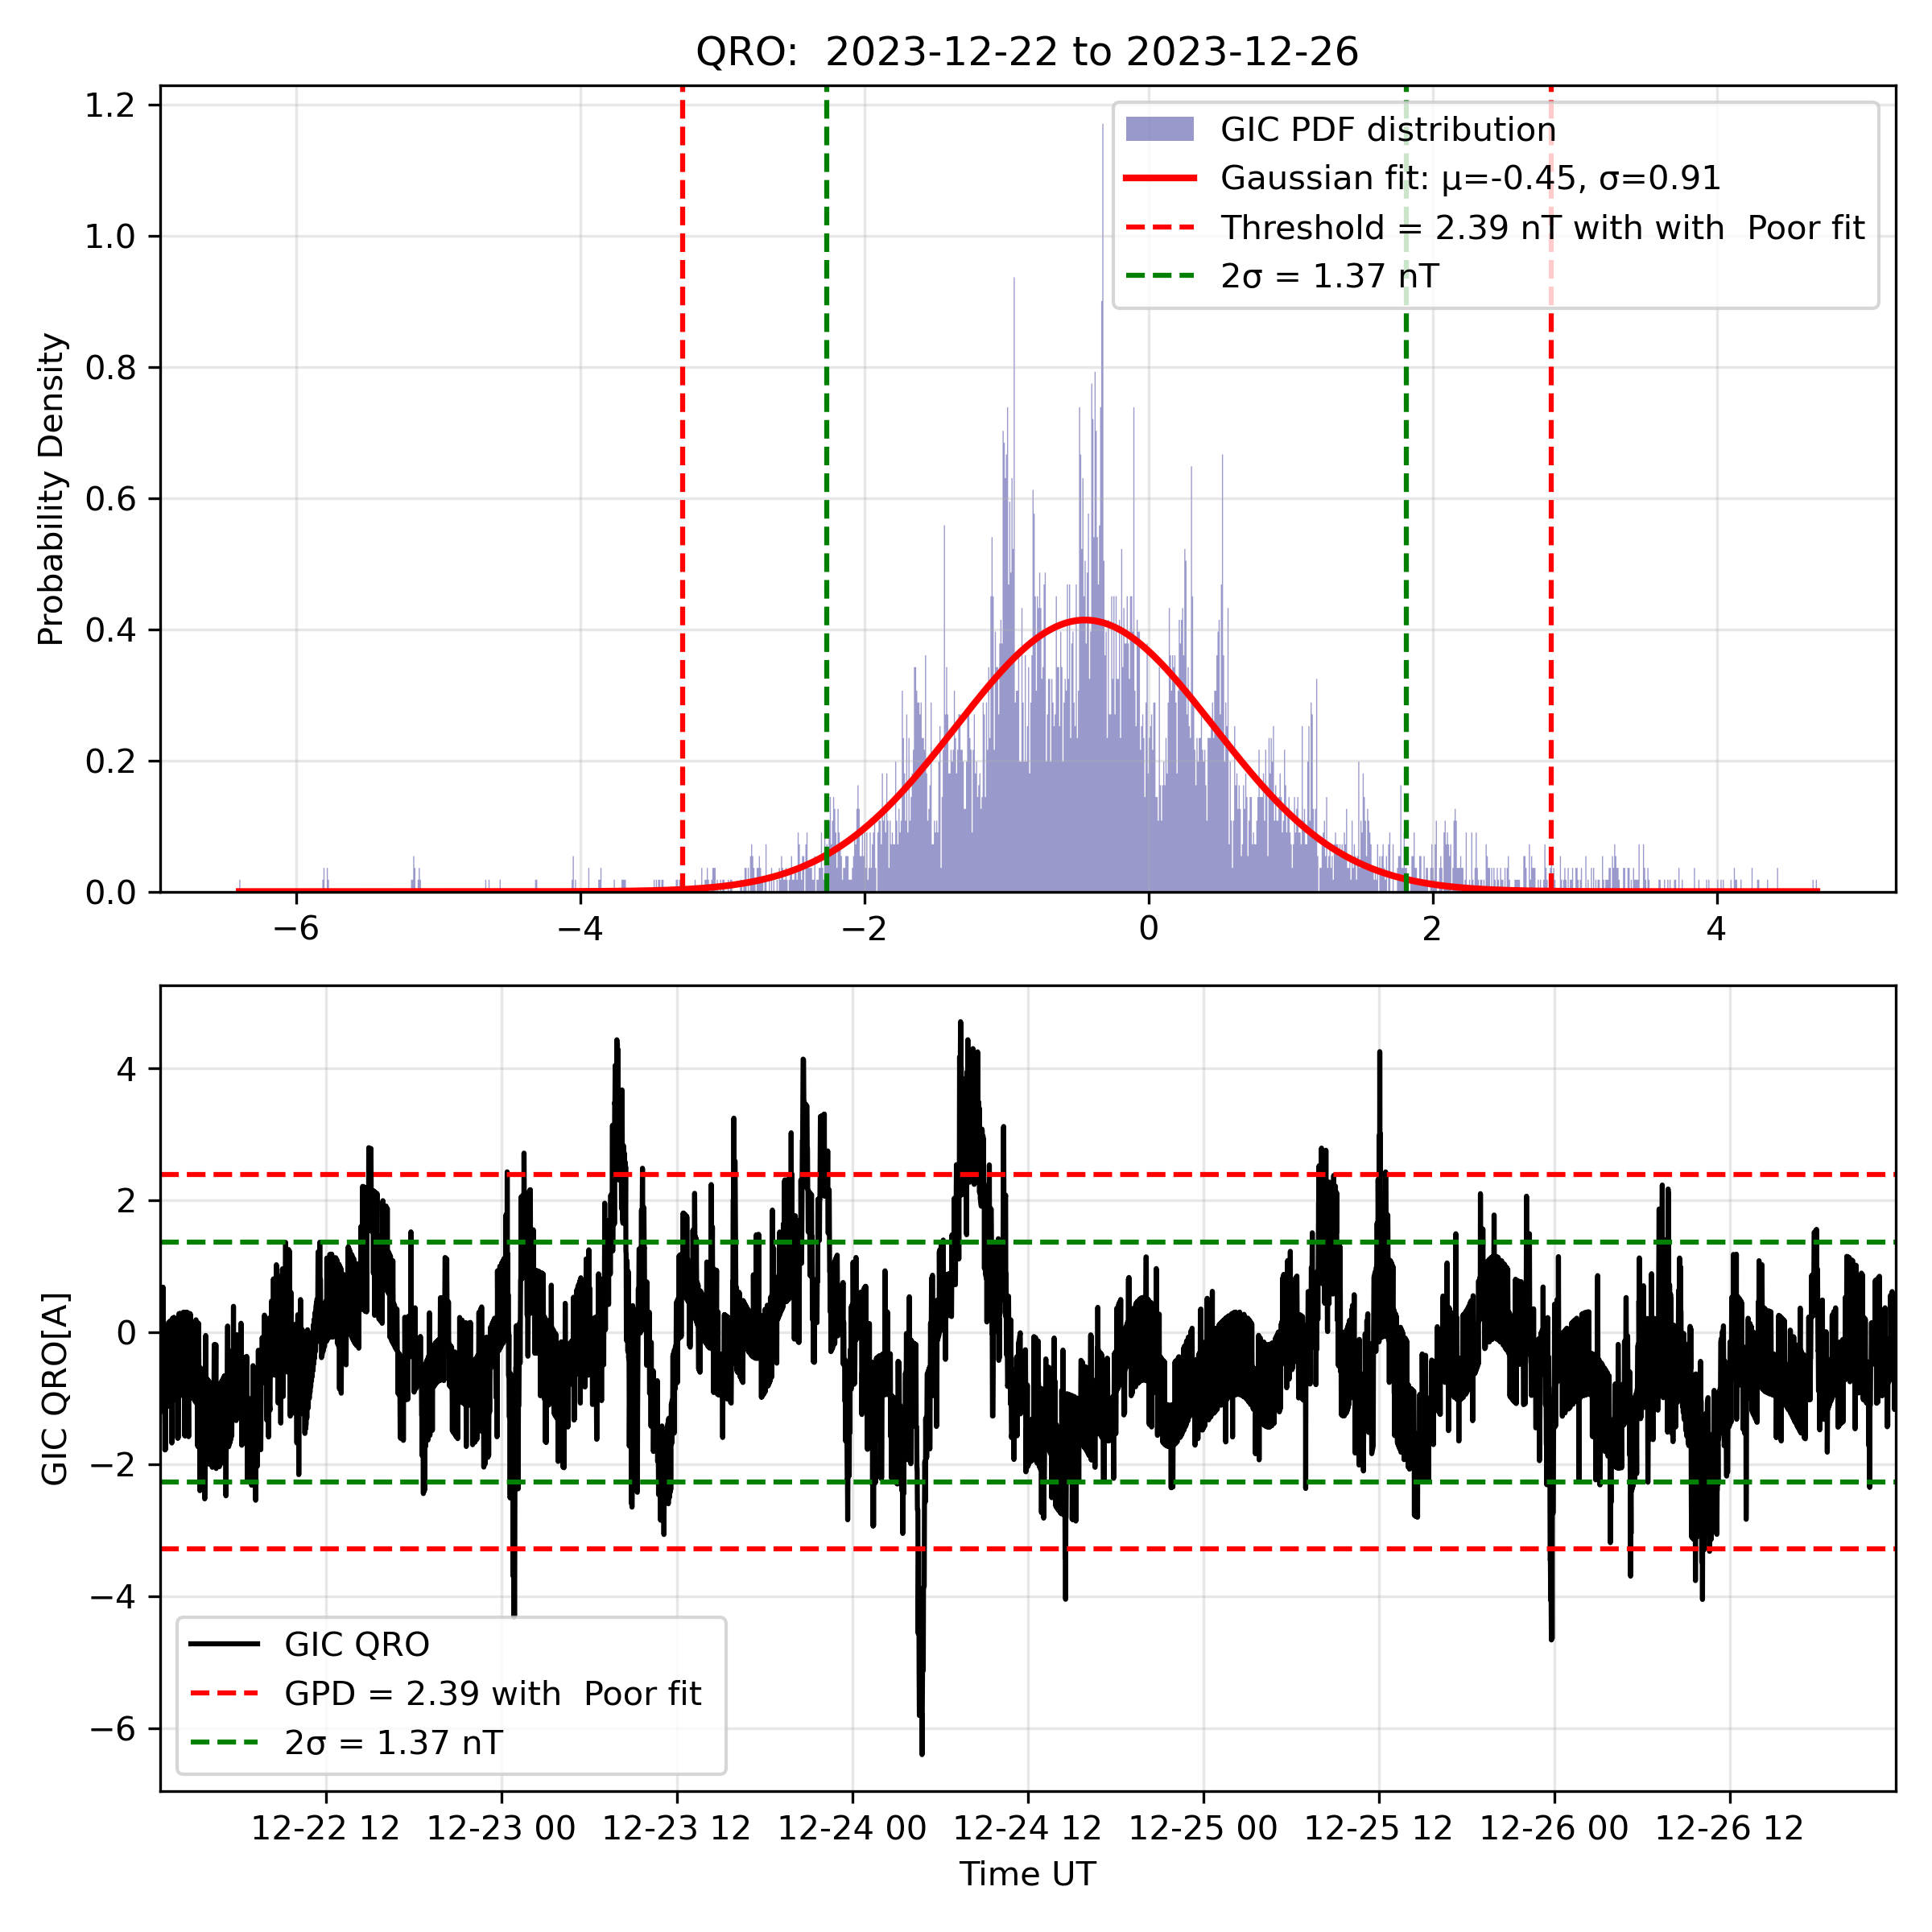 QRO:  2023-12-22 to 2023-12-26
1.2
1.0
0.8
0.6
0.4
0.2
0.0
Probability Density
GIC PDF distribution
Gaussian fit: μ=-0.45, σ=0.91
Threshold = 2.39 nT with with  Poor fit
2σ = 1.37 nT
−6 −4 −2 0 2 4
4
2
0
−2
−4
−6
GIC QRO[A]
GIC QRO
GPD = 2.39 with  Poor fit
2σ = 1.37 nT
12-22 12 12-23 00 12-23 12 12-24 00 12-24 12 12-25 00 12-25 12 12-26 00 12-26 12
Time UT